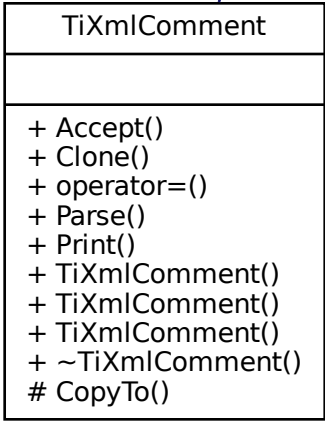 TiXmlComment
+ Accept()
+ Clone()
+ operator=()
+ Parse()
+ Print()
+ TiXmlComment()
+ TiXmlComment()
+ TiXmlComment()
+ ~TiXmlComment()
# CopyTo()